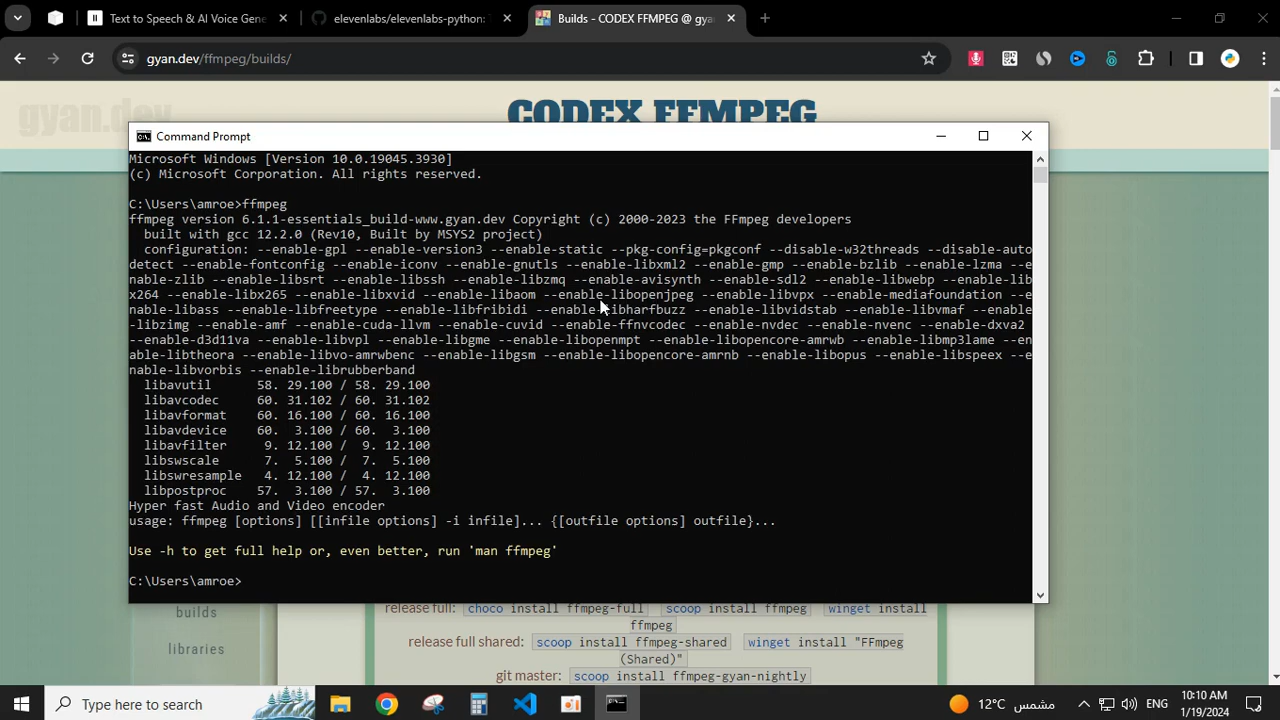 Text to Speech & AI Voice Gene
elevenlabs/elevenlabs-python:
Builds - CODEX FFMPEG @ gya
gyan.dev/ffmpeg/builds/
gyan.dev
CODEX FFMPEG
Command Prompt
Microsoft Windows [Version 10.0.19045.3930]
(c) Microsoft Corporation. All rights reserved.
C:\Users\amroe>ffmpeg
ffmpeg version 6.1.1-essentials_build-www.gyan.dev Copyright (c) 2000-2023 the FFmpeg developers
built with gcc 12.2.0 (Rev10, Built by MSYS2 project)
configuration: --enable-gpl --enable-version3 --enable-static --pkg-config=pkgconf --disable-w32threads --disable-auto
detect --enable-fontconfig --enable-iconv --enable-gnutls --enable-libxml2 --enable-gmp --enable-bzlib --enable-lzma --e
nable-zlib --enable-libsrt --enable-libssh --enable-libzmq --enable-avisynth --enable-sdl2 --enable-libwebp --enable-lib
x264 --enable-libx265 --enable-libxvid --enable-libaom --enable-libopenjpeg --enable-libvpx --enable-mediafoundation --e
nable-libass --enable-libfreetype --enable-libfribidi --enable-libharfbuzz --enable-libvidstab --enable-libvmaf --enable
-libzimg --enable-amf --enable-cuda-llvm --enable-cuvid --enable-ffnvcodec --enable-nvdec --enable-nvenc --enable-dxva2
--enable-d3d11va --enable-libvpl --enable-libgme --enable-libopenmpt --enable-libopencore-amrwb --enable-libmp3lame --en
able-libtheora --enable-libvo-amrwbenc --enable-libgsm --enable-libopencore-amrnb --enable-libopus --enable-libspeex --e
nable-libvorbis --enable-librubberband
libavutil 58. 29.100 / 58. 29.100
libavcodec 60. 31.102 / 60. 31.102
libavformat 60. 16.100 / 60. 16.100
libavdevice 60. 3.100 / 60. 3.100
libavfilter 9. 12.100 / 9. 12.100
libswscale 7. 5.100 / 7. 5.100
libswresample 4. 12.100 / 4. 12.100
libpostproc 57. 3.100 / 57. 3.100
Hyper fast Audio and Video encoder
usage: ffmpeg [options] [[infile options] -i infile]... {[outfile options] outfile}...
Use -h to get full help or, even better, run 'man ffmpeg'
C:\Users\amroe>
builds
libraries
release full: choco install ffmpeg-full scoop install ffmpeg winget install
ffmpeg
release full shared: scoop install ffmpeg-shared winget install "FFmpeg
(Shared)"
git master: scoop install ffmpeg-gyan-nightly
Type here to search
12°C مشمس
ENG
10:10 AM
1/19/2024